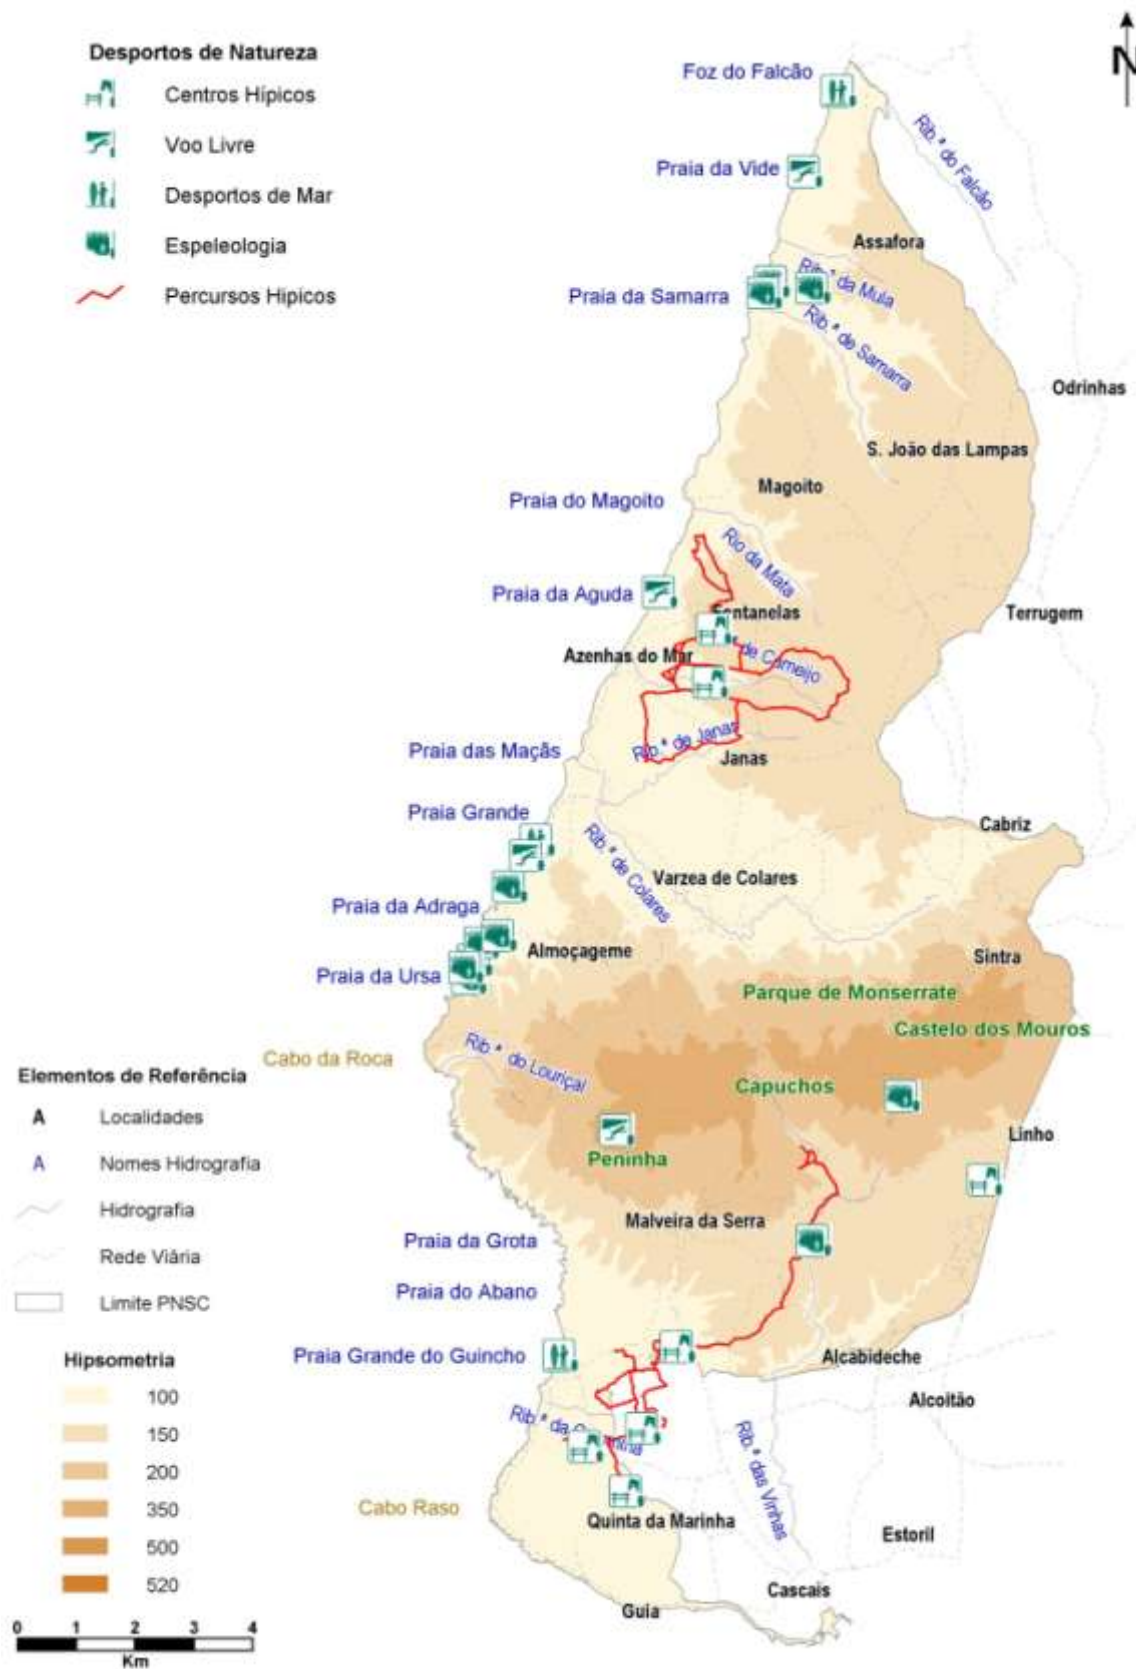 N
Desportos de Natureza
Centros Hípicos
Voo Livre
Desportos de Mar
Espeleologia
Percursos Hipicos
Foz do Falcão
Rib.ª do Falcão
Praia da Vide
Assafora
Rib.ª da Mula
Praia da Samarra
Rib.ª de Samarra
Odrinhas
S. João das Lampas
Magoito
Praia do Magoito
Rio da Mata
Praia da Aguda
Fontanelas
Terrugem
Azenhas do Mar
de Cameijo
Rib.ª de Janas
Praia das Maçãs
Janas
Praia Grande
Cabriz
Rib.ª de Colares
Varzea de Colares
Praia da Adraga
Almoçageme
Sintra
Praia da Ursa
Parque de Monserrate
Castelo dos Mouros
Cabo da Roca
Rib.ª do Louriçal
Capuchos
Linho
Peninha
Malveira da Serra
Praia da Grota
Praia do Abano
Praia Grande do Guincho
Alcabideche
Alcoitão
Rib.ª da
Rib.ª das Vinhas
Cabo Raso
Quinta da Marinha
Estoril
Cascais
Guia
Elementos de Referência
A Localidades
A Nomes Hidrografia
Hidrografia
Rede Viária
Limite PNSC
Hipsometria
100
150
200
350
500
520
0 1 2 3 4
Km